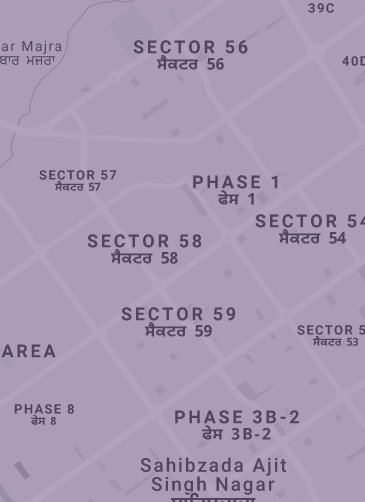 39C
SECTOR 56
ਸੈਕਟਰ 56
ar Majra
ਬਾਰ ਮਜਰਾ
40D
SECTOR 57
ਸੈਕਟਰ 57
PHASE 1
ਫੇਸ 1
SECTOR 54
ਸੈਕਟਰ 54
SECTOR 58
ਸੈਕਟਰ 58
SECTOR 59
ਸੈਕਟਰ 59
SECTOR 5
ਸੈਕਟਰ 53
AREA
PHASE 8
ਫੇਸ 8
PHASE 3B-2
ਫੇਸ 3B-2
Sahibzada Ajit
Singh Nagar